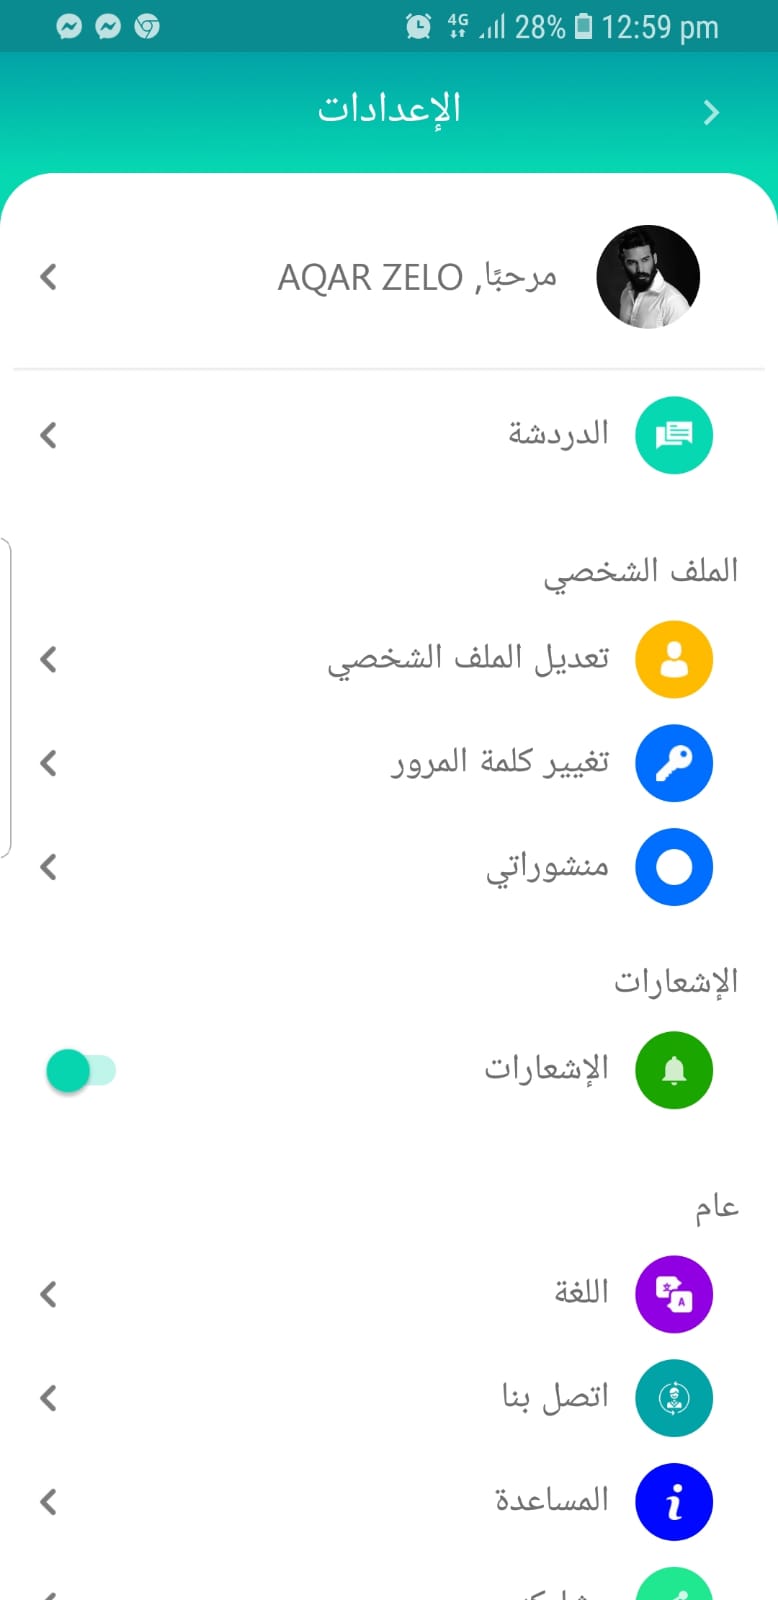 4G 28% 12:59 pm
الإعدادات
مرحبًا, AQAR ZELO
الدردشة
الملف الشخصي
تعديل الملف الشخصي
تغيير كلمة المرور
منشوراتي
الإشعارات
الإشعارات
عام
اللغة
اتصل بنا
المساعدة